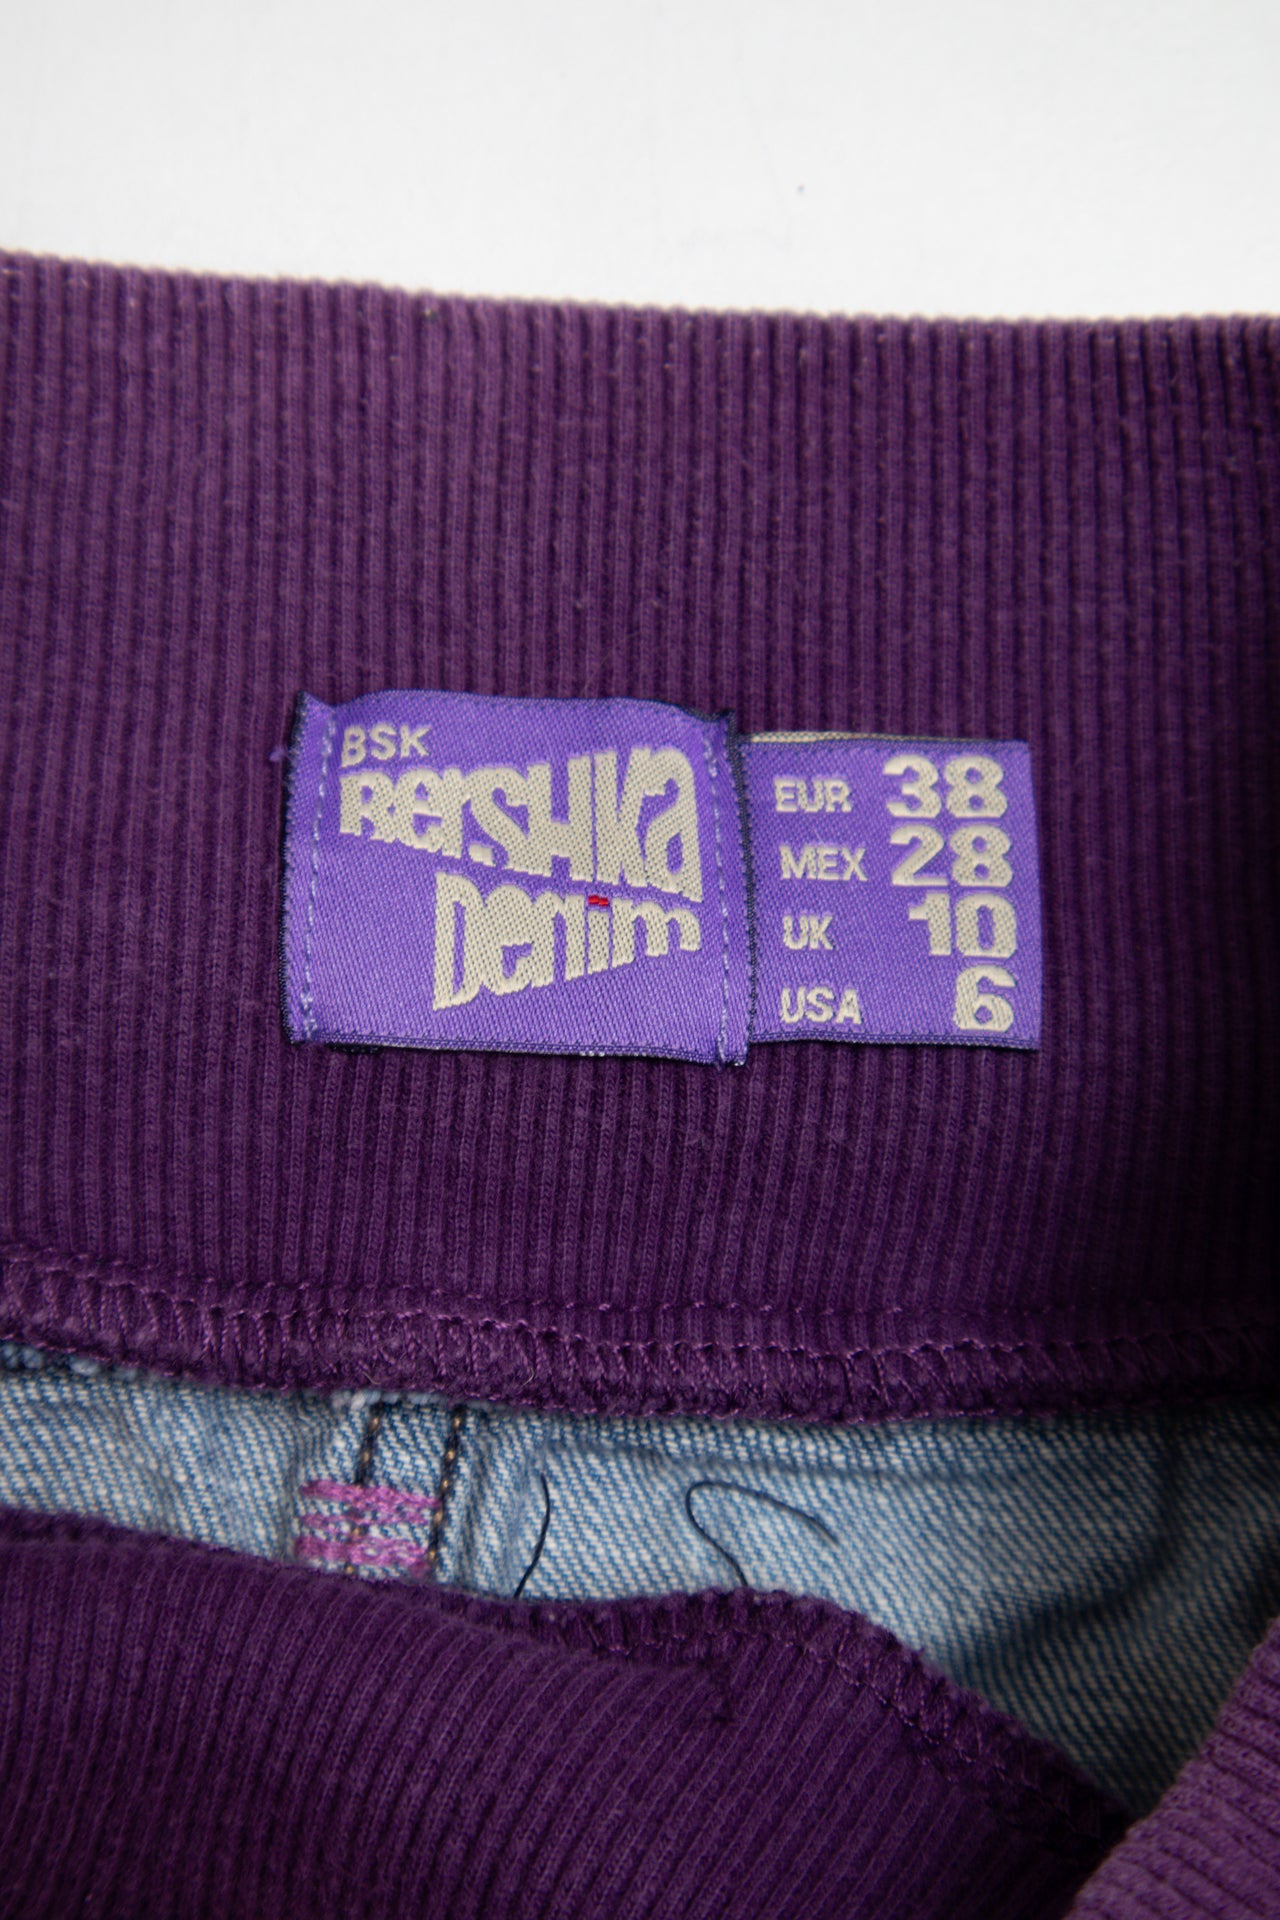 BSK
Bershka
Denim
EUR 38
MEX 28
UK 10
USA 6